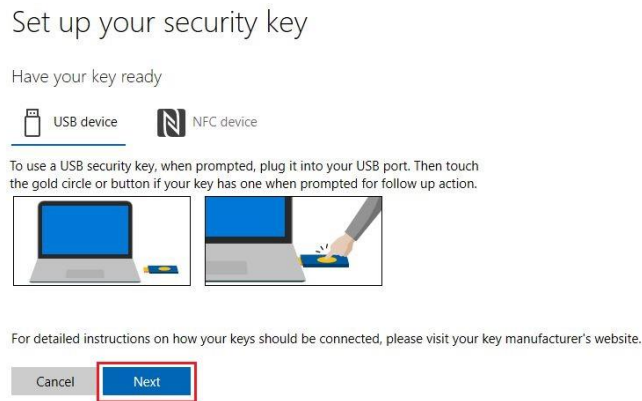 Set up your security key
Have your key ready
USB device
NFC device
To use a USB security key, when prompted, plug it into your USB port. Then touch
the gold circle or button if your key has one when prompted for follow up action.
For detailed instructions on how your keys should be connected, please visit your key manufacturer's website.
Cancel
Next